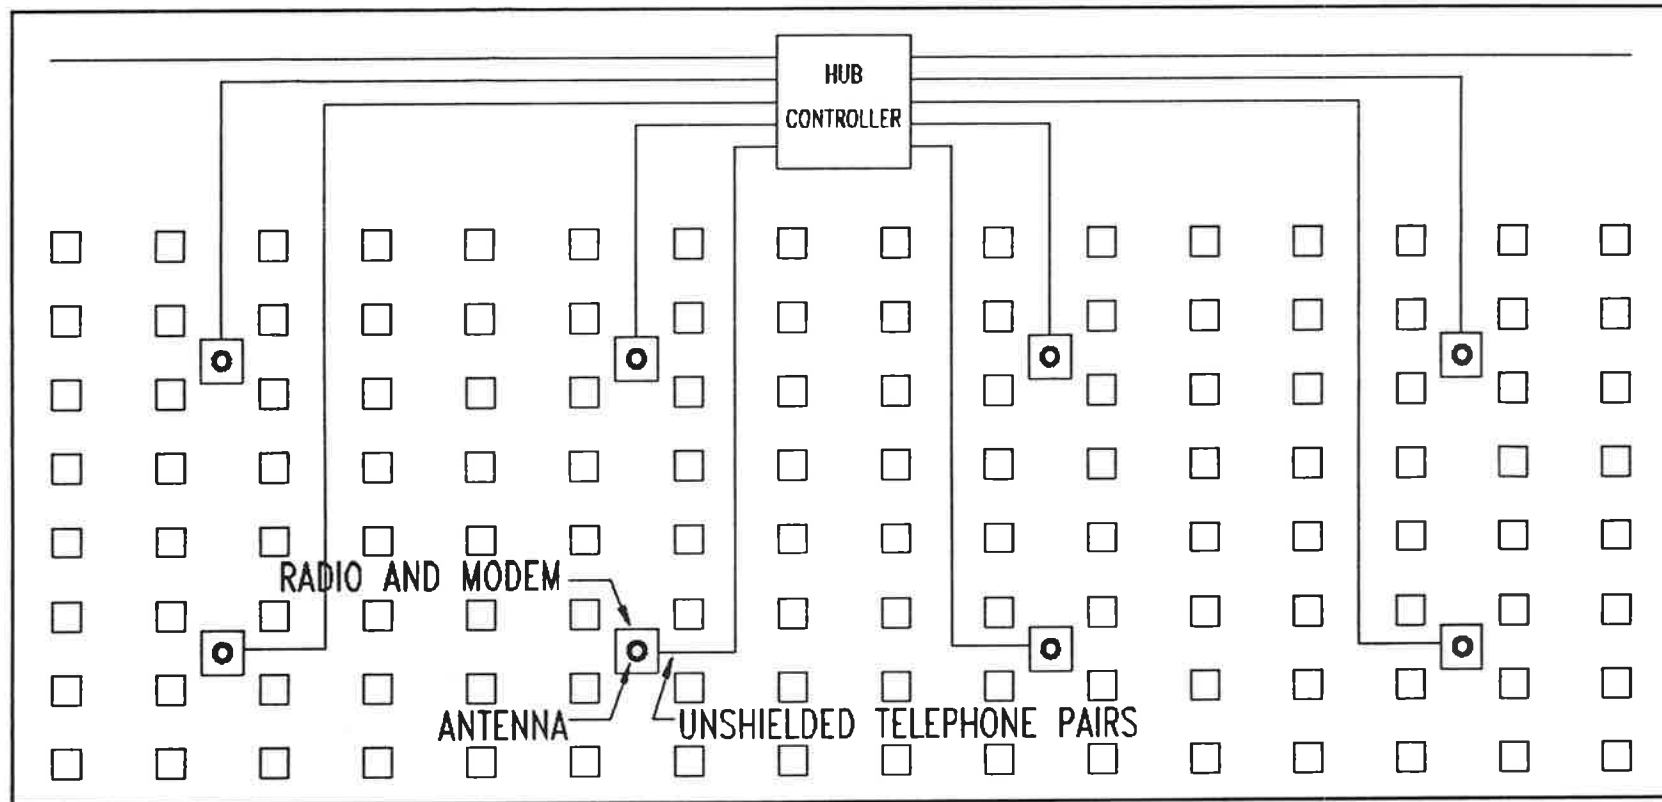 HUB
CONTROLLER
RADIO AND MODEM
ANTENNA
UNSHIELDED TELEPHONE PAIRS